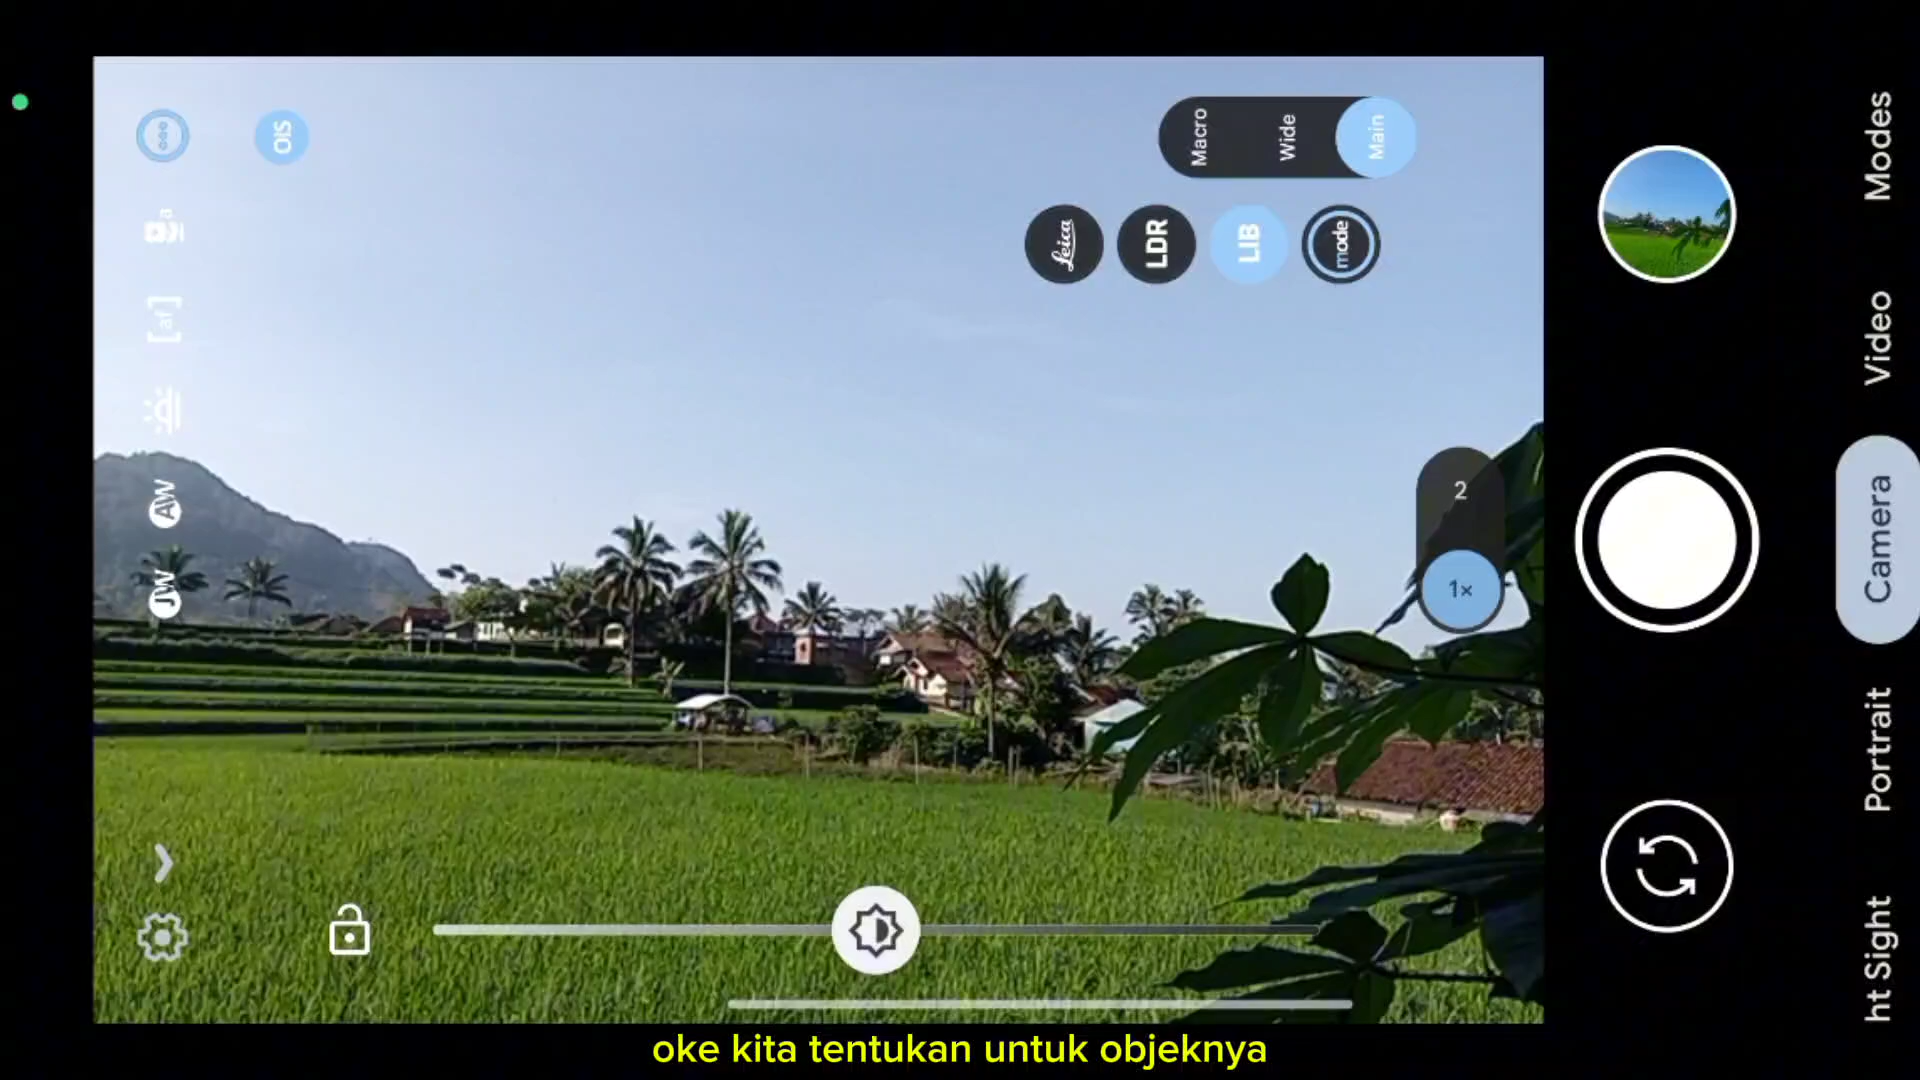 OIS
Macro
Wide
Main
Leica
LDR
LIB
mode
a
[af]
AW
JW
2
1×
Modes
Video
Camera
Portrait
ht Sight
oke kita tentukan untuk objeknya